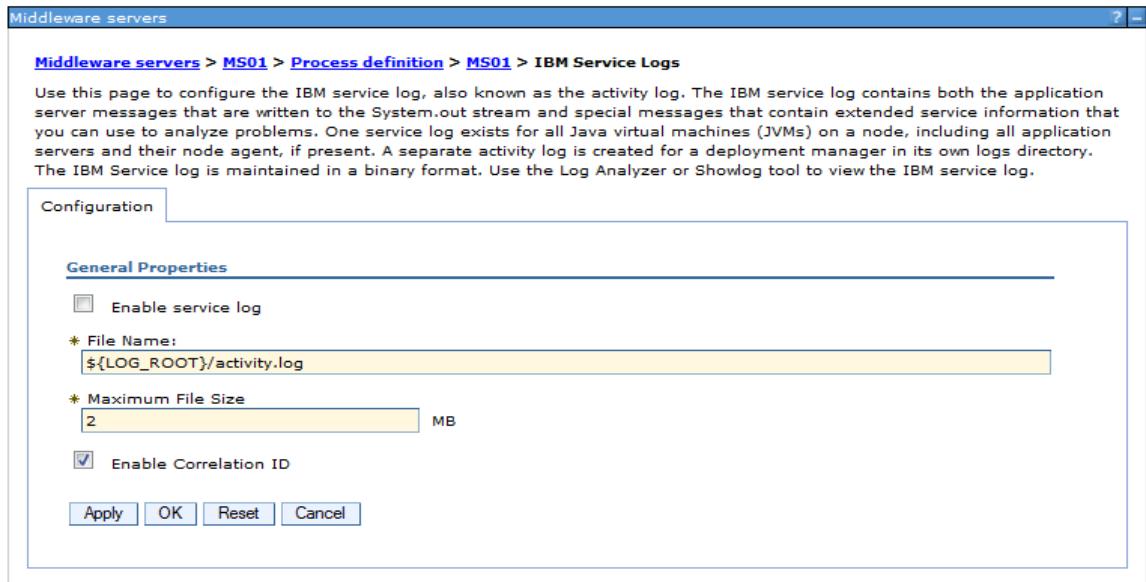 Middleware servers ? –
Middleware servers > MS01 > Process definition > MS01 > IBM Service Logs
Use this page to configure the IBM service log, also known as the activity log. The IBM service log contains both the application
server messages that are written to the System.out stream and special messages that contain extended service information that
you can use to analyze problems. One service log exists for all Java virtual machines (JVMs) on a node, including all application
servers and their node agent, if present. A separate activity log is created for a deployment manager in its own logs directory.
The IBM Service log is maintained in a binary format. Use the Log Analyzer or Showlog tool to view the IBM service log.
Configuration
General Properties
Enable service log
* File Name:
${LOG_ROOT}/activity.log
* Maximum File Size
2 MB
Enable Correlation ID
Apply OK Reset Cancel